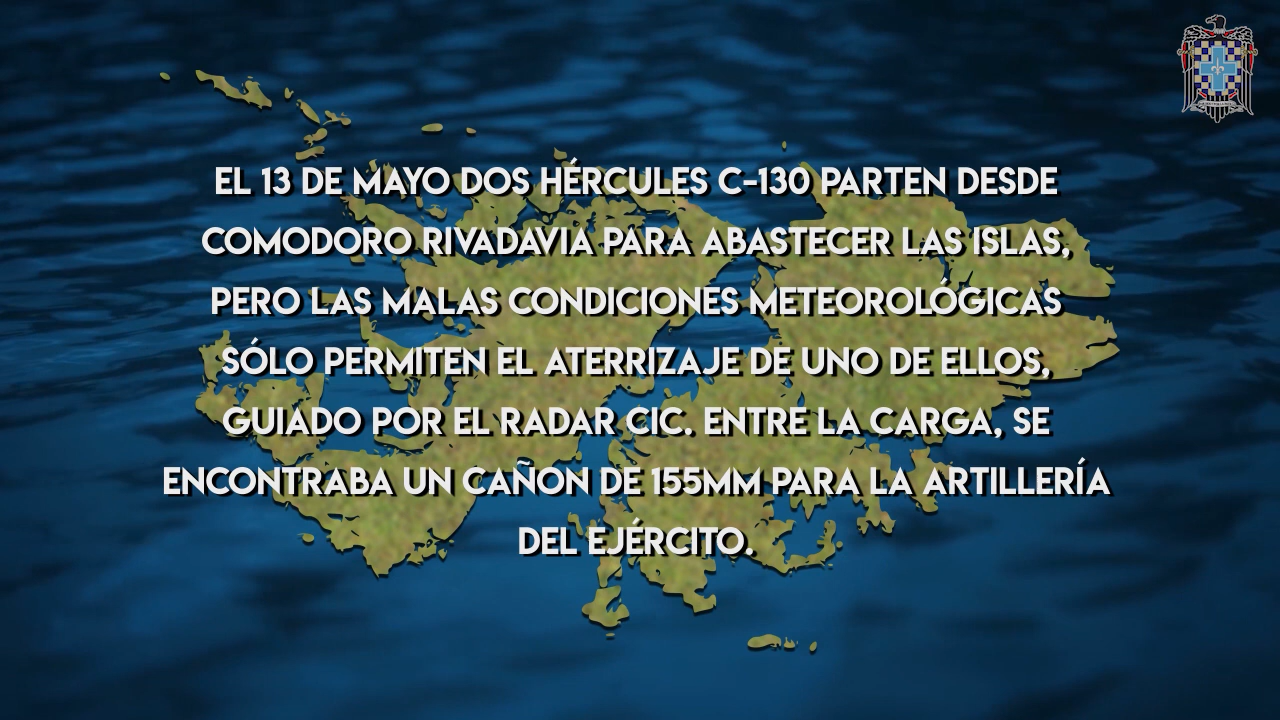 EL 13 DE MAYO DOS HÉRCULES C-130 PARTEN DESDE
COMODORO RIVADAVIA PARA ABASTECER LAS ISLAS,
PERO LAS MALAS CONDICIONES METEOROLÓGICAS
SÓLO PERMITEN EL ATERRIZAJE DE UNO DE ELLOS,
GUIADO POR EL RADAR CIC. ENTRE LA CARGA, SE
ENCONTRABA UN CAÑON DE 155MM PARA LA ARTILLERÍA
DEL EJÉRCITO.